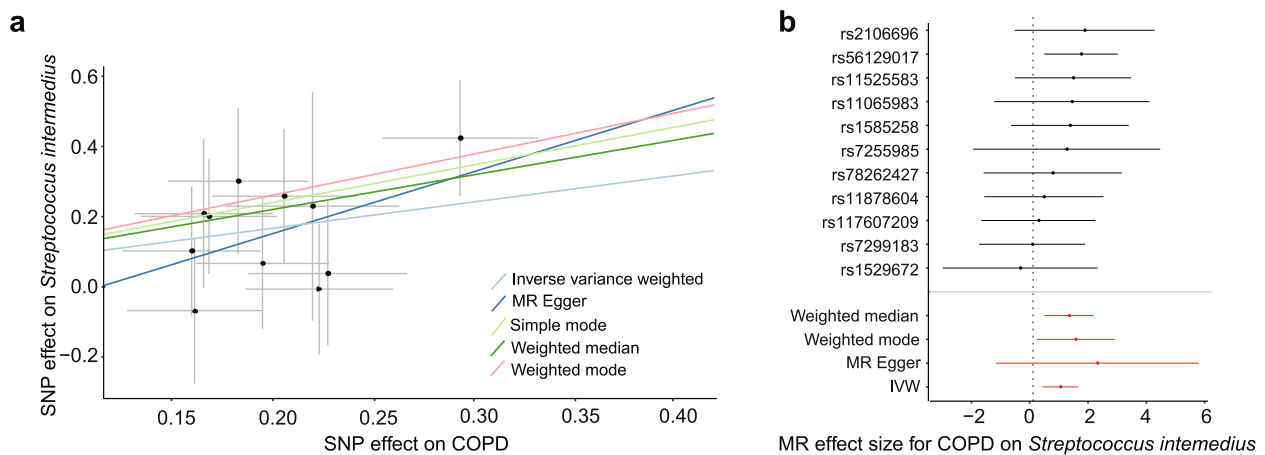 a
SNP effect on Streptococcus intermedius
0.6
0.4
0.2
0.0
−0.2
0.15
0.20
0.25
0.30
0.35
0.40
SNP effect on COPD
Inverse variance weighted
MR Egger
Simple mode
Weighted median
Weighted mode
b
rs2106696
rs56129017
rs11525583
rs11065983
rs1585258
rs7255985
rs78262427
rs11878604
rs117607209
rs7299183
rs1529672
Weighted median
Weighted mode
MR Egger
IVW
−2
0
2
4
6
MR effect size for COPD on Streptococcus intemedius